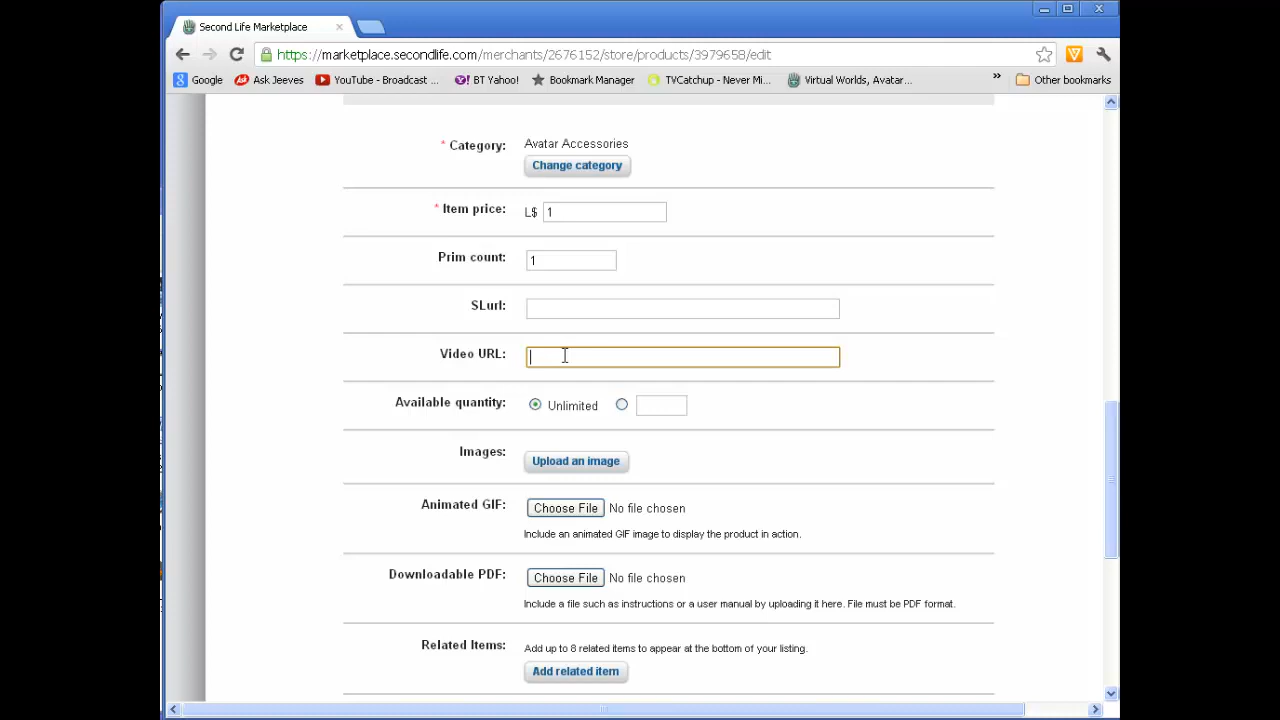 Second Life Marketplace
https://marketplace.secondlife.com/merchants/2676152/store/products/3979658/edit
Google Ask Jeeves YouTube - Broadcast ... BT Yahoo! Bookmark Manager TVCatchup - Never Mi... Virtual Worlds, Avatar... » Other bookmarks
* Category: Avatar Accessories
Change category
* Item price: L$ 1
Prim count: 1
SLurl:
Video URL:
Available quantity: Unlimited
Images:
Upload an image
Animated GIF: Choose File No file chosen
Include an animated GIF image to display the product in action.
Downloadable PDF: Choose File No file chosen
Include a file such as instructions or a user manual by uploading it here. File must be PDF format.
Related Items: Add up to 8 related items to appear at the bottom of your listing.
Add related item